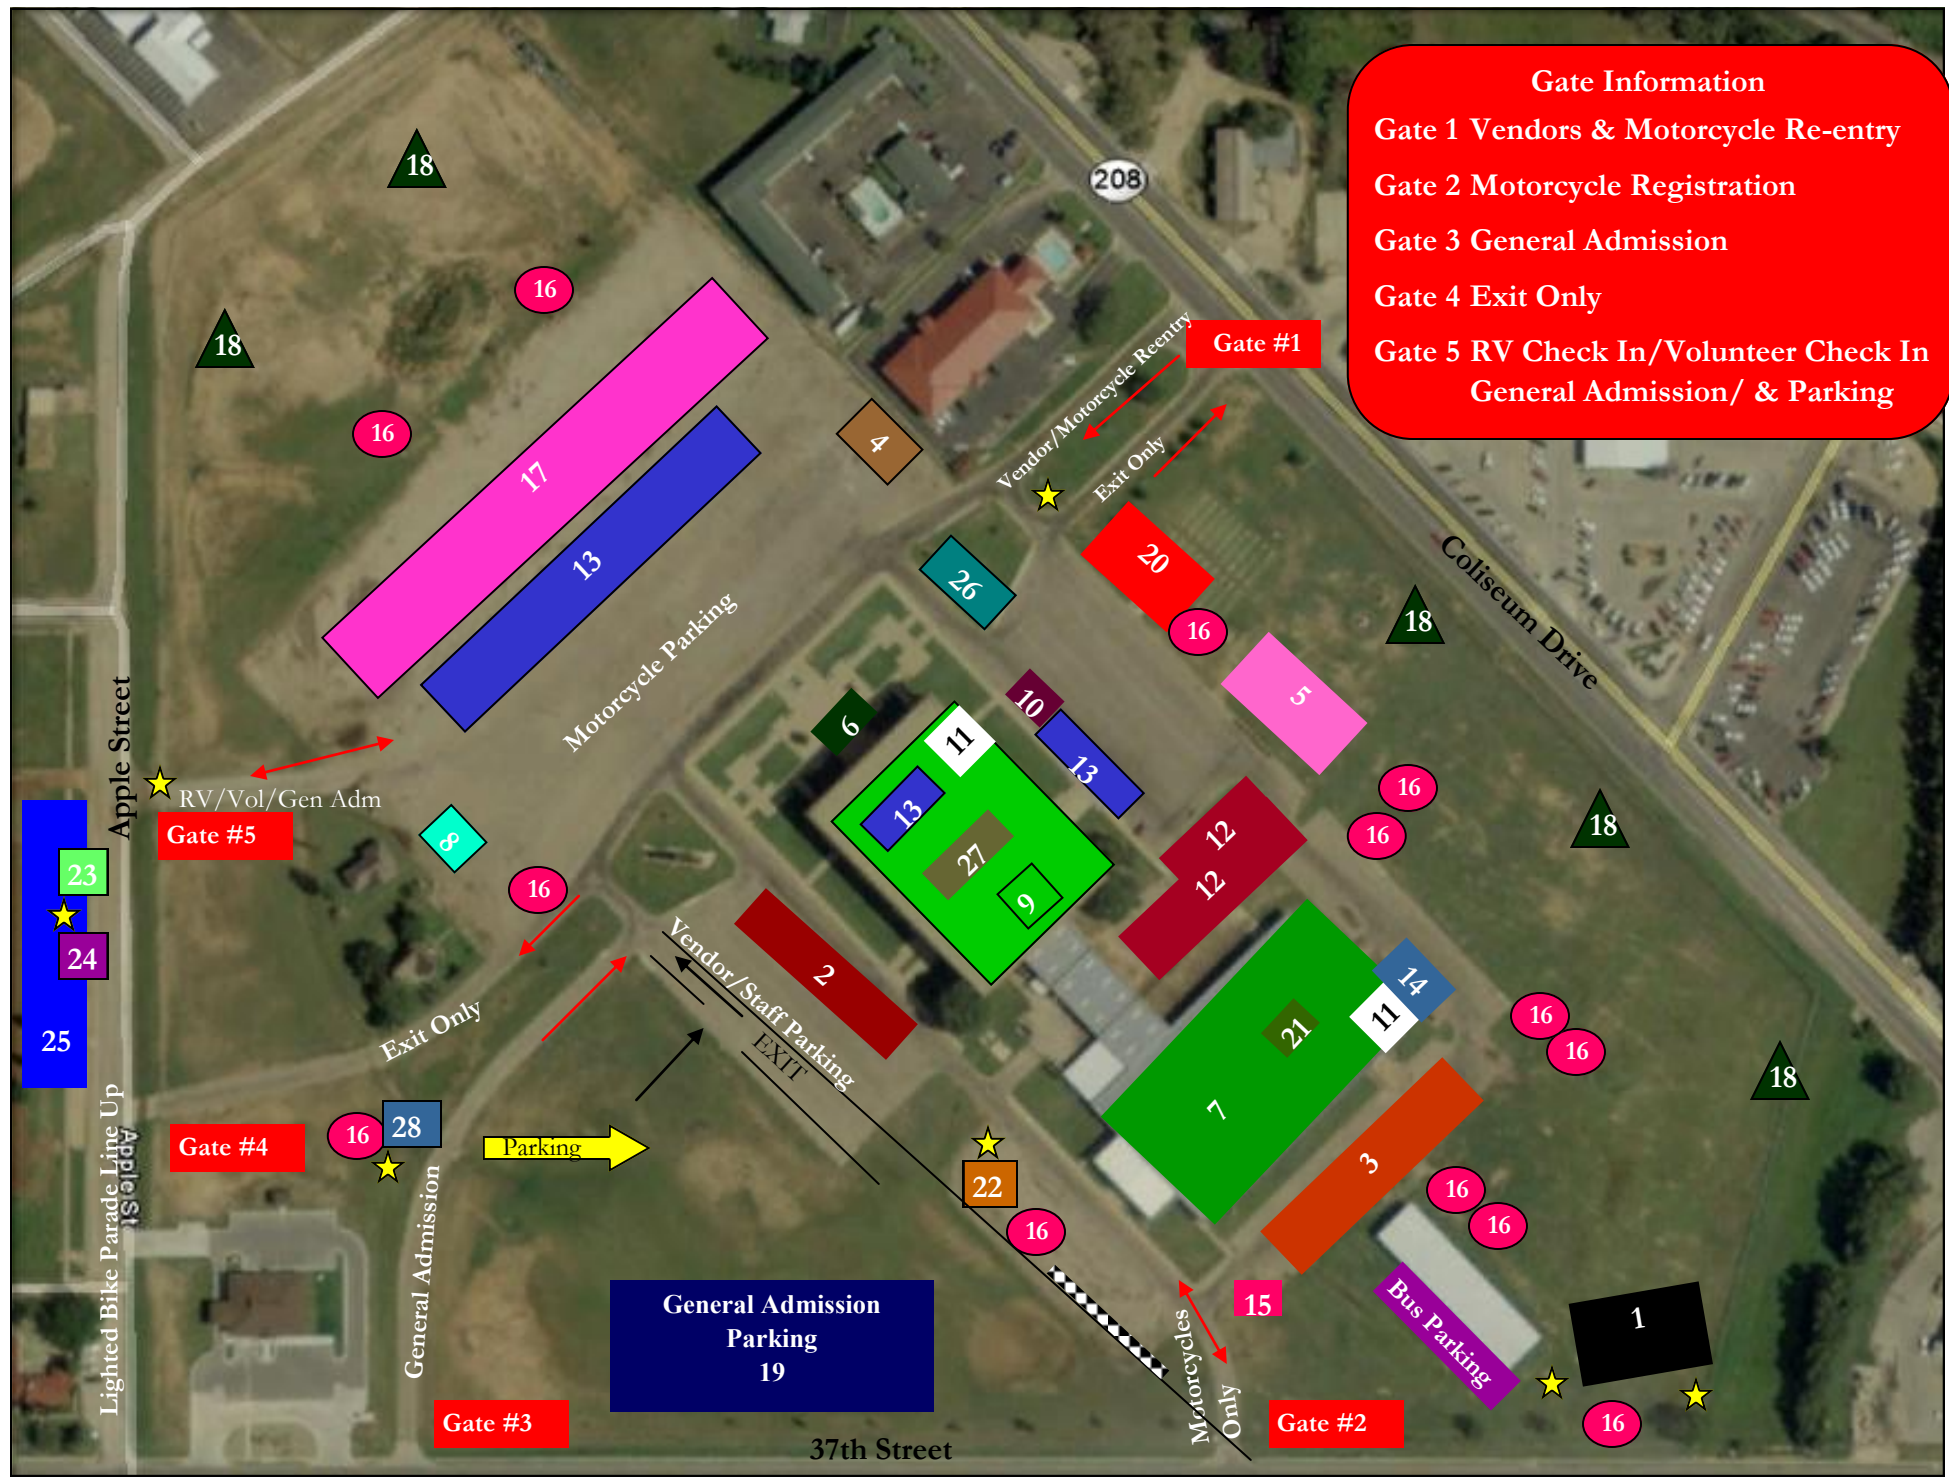 Gate Information
Gate 1 Vendors & Motorcycle Re-entry
Gate 2 Motorcycle Registration
Gate 3 General Admission
Gate 4 Exit Only
Gate 5 RV Check In/Volunteer Check In
General Admission/ & Parking
18
208
16
18
Gate #1
Vendor/Motorcycle Reentry
Exit Only
16
17
4
13
20
26
16
18
Coliseum Drive
Motorcycle Parking
5
10
6
11
13
13
Apple Street
RV/Vol/Gen Adm
Gate #5
8
16
16
12
12
18
27
9
23
24
25
16
Vendor/Staff Parking
EXIT
2
14
11
21
7
16
16
18
Exit Only
Gate #4
16
28
Parking
22
16
3
16
16
Lighted Bike Parade Line Up
Apple St
General Admission
General Admission
Parking
19
15
Motorcycles
Only
Bus Parking
1
16
Gate #3
Gate #2
37th Street